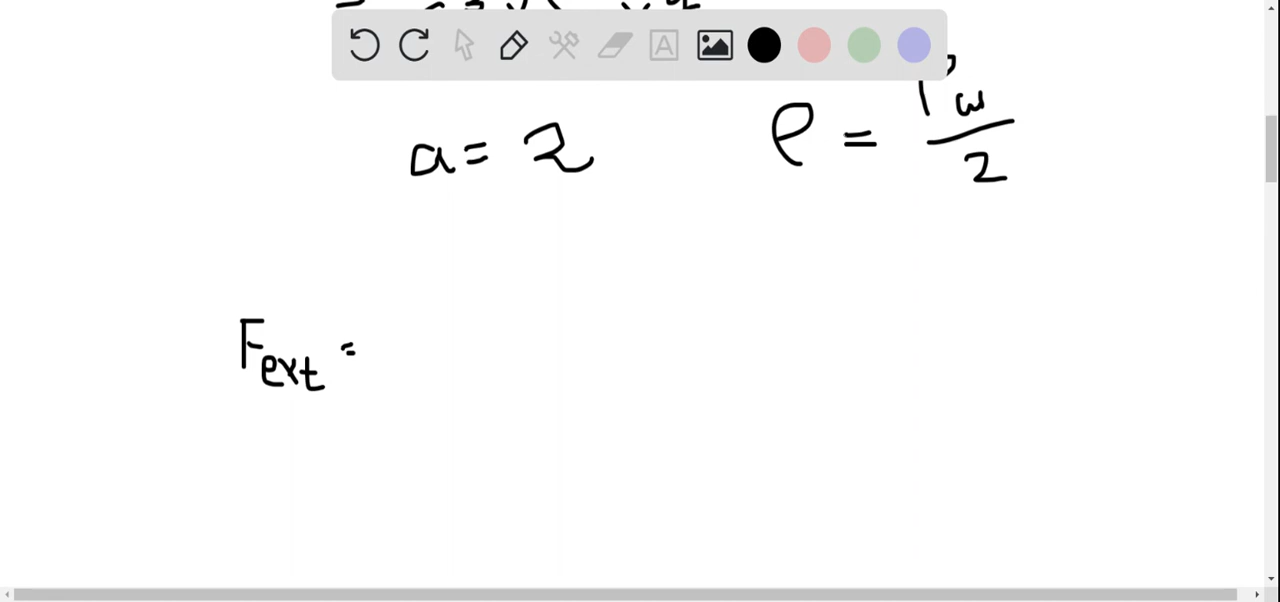 a = 2 ρ = ρw/2
Fext =